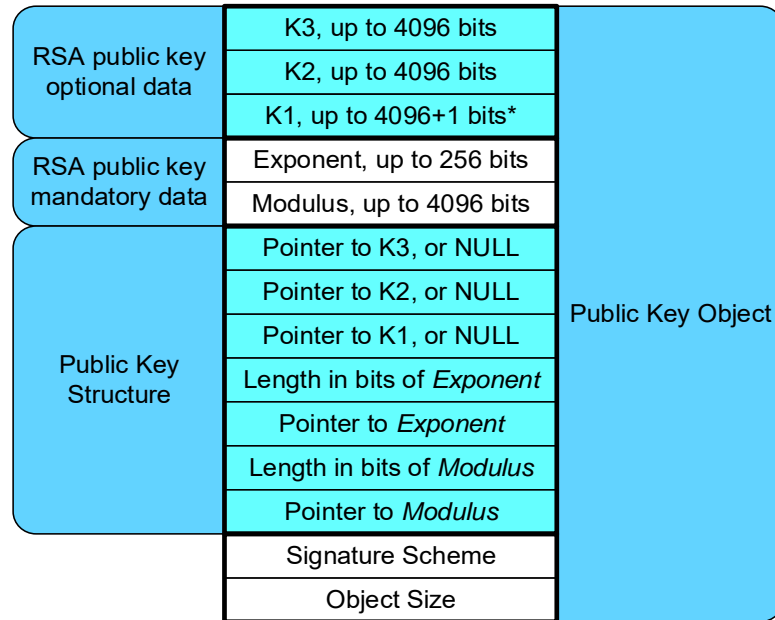 RSA public key
optional data
K3, up to 4096 bits
K2, up to 4096 bits
K1, up to 4096+1 bits*
RSA public key
mandatory data
Exponent, up to 256 bits
Modulus, up to 4096 bits
Public Key
Structure
Pointer to K3, or NULL
Pointer to K2, or NULL
Pointer to K1, or NULL
Length in bits of Exponent
Pointer to Exponent
Length in bits of Modulus
Pointer to Modulus
Signature Scheme
Object Size
Public Key Object